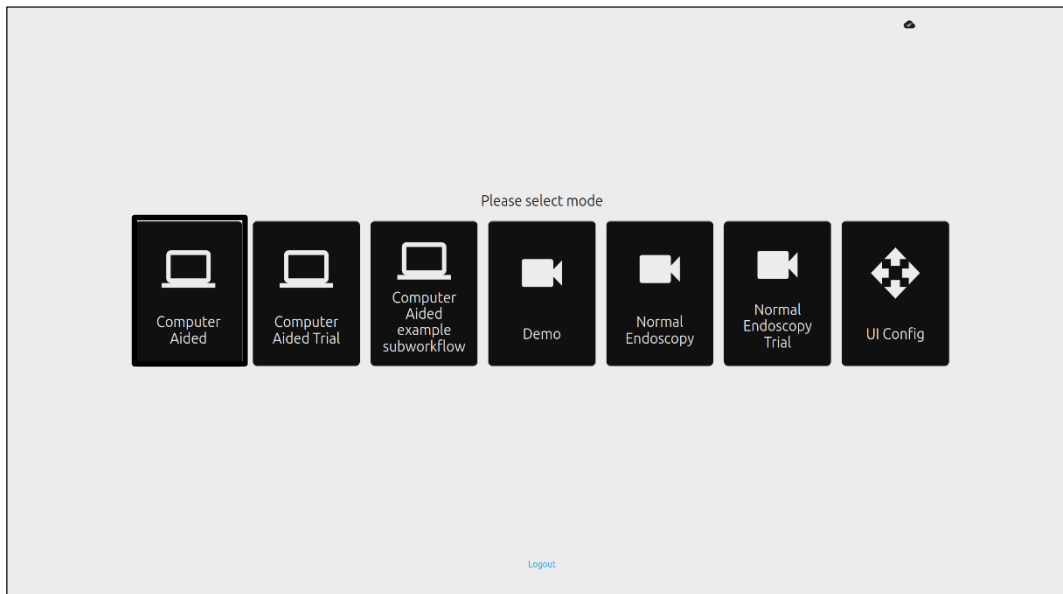 Please select mode
Computer
Aided
Computer
Aided Trial
Computer
Aided
example
subworkflow
Demo
Normal
Endoscopy
Normal
Endoscopy
Trial
UI Config
Logout